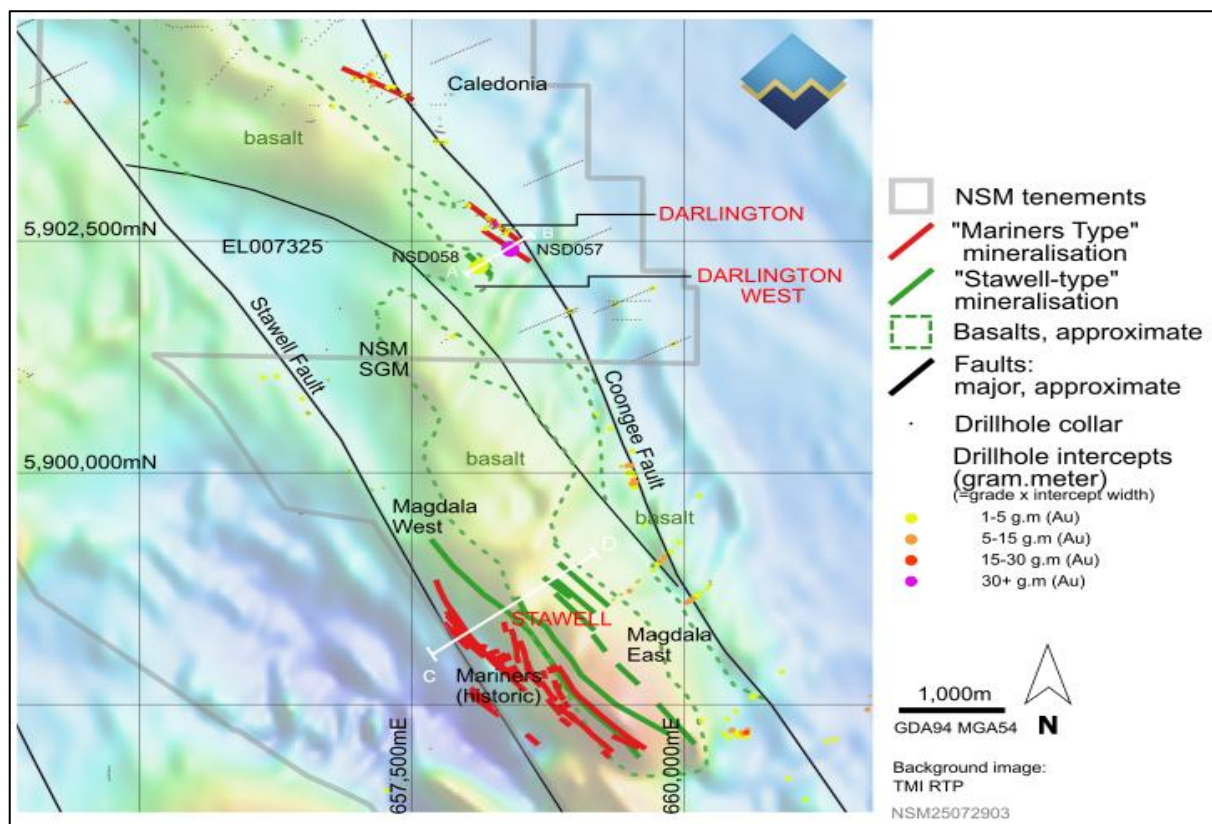 Caledonia
basalt
DARLINGTON
5,902,500mN
EL007325
B
NSD057
NSD058
A
DARLINGTON
WEST
Stawell Fault
NSM
SGM
Coongee Fault
5,900,000mN
basalt
Magdala
West
basalt
D
STAWELL
Magdala
East
C
Mariners
(historic)
657,500mE
660,000mE
NSM tenements
"Mariners Type"
mineralisation
"Stawell-type"
mineralisation
Basalts, approximate
Faults:
major, approximate
Drillhole collar
Drillhole intercepts
(gram.meter)
(=grade x intercept width)
1-5 g.m (Au)
5-15 g.m (Au)
15-30 g.m (Au)
30+ g.m (Au)
1,000m
GDA94 MGA54
N
Background image:
TMI RTP
NSM25072903